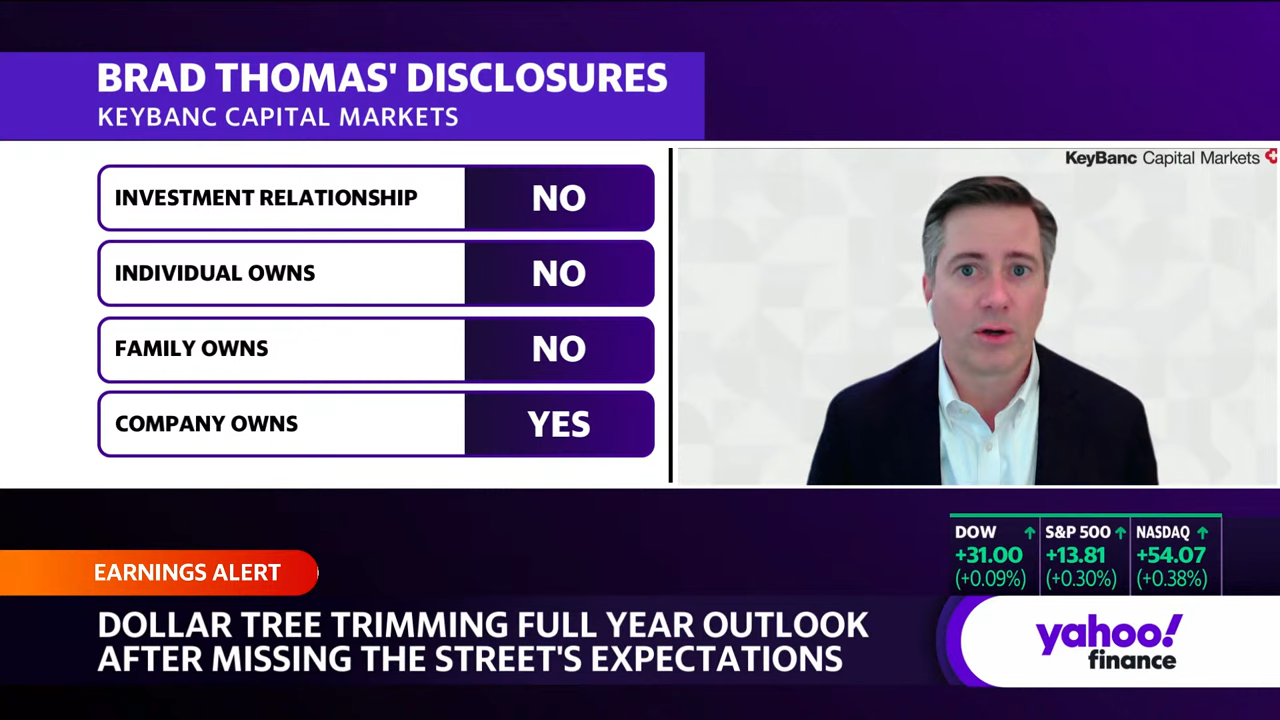 BRAD THOMAS' DISCLOSURES
KEYBANC CAPITAL MARKETS
INVESTMENT RELATIONSHIP NO
INDIVIDUAL OWNS NO
FAMILY OWNS NO
COMPANY OWNS YES
KeyBanc Capital Markets
DOW S&P 500 NASDAQ
+31.00 +13.81 +54.07
(+0.09%) (+0.30%) (+0.38%)
EARNINGS ALERT
DOLLAR TREE TRIMMING FULL YEAR OUTLOOK
AFTER MISSING THE STREET'S EXPECTATIONS
yahoo!
finance